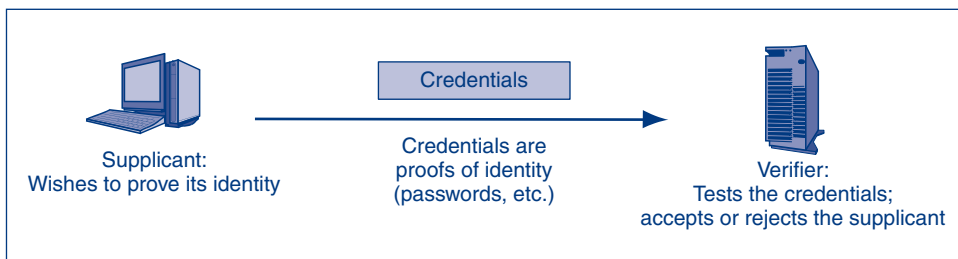 Credentials
Supplicant:
Wishes to prove its identity
Credentials are
proofs of identity
(passwords, etc.)
Verifier:
Tests the credentials;
accepts or rejects the supplicant